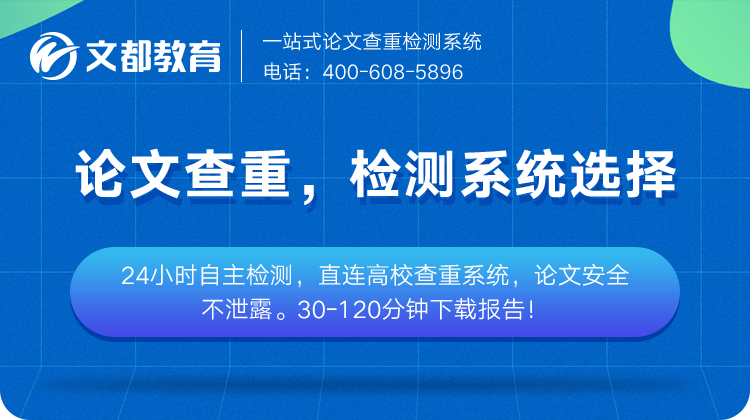 文都教育
一站式论文查重检测系统
电话：400-608-5896
论文查重，检测系统选择
24小时自主检测，直连高校查重系统，论文安全
不泄露。30-120分钟下载报告！